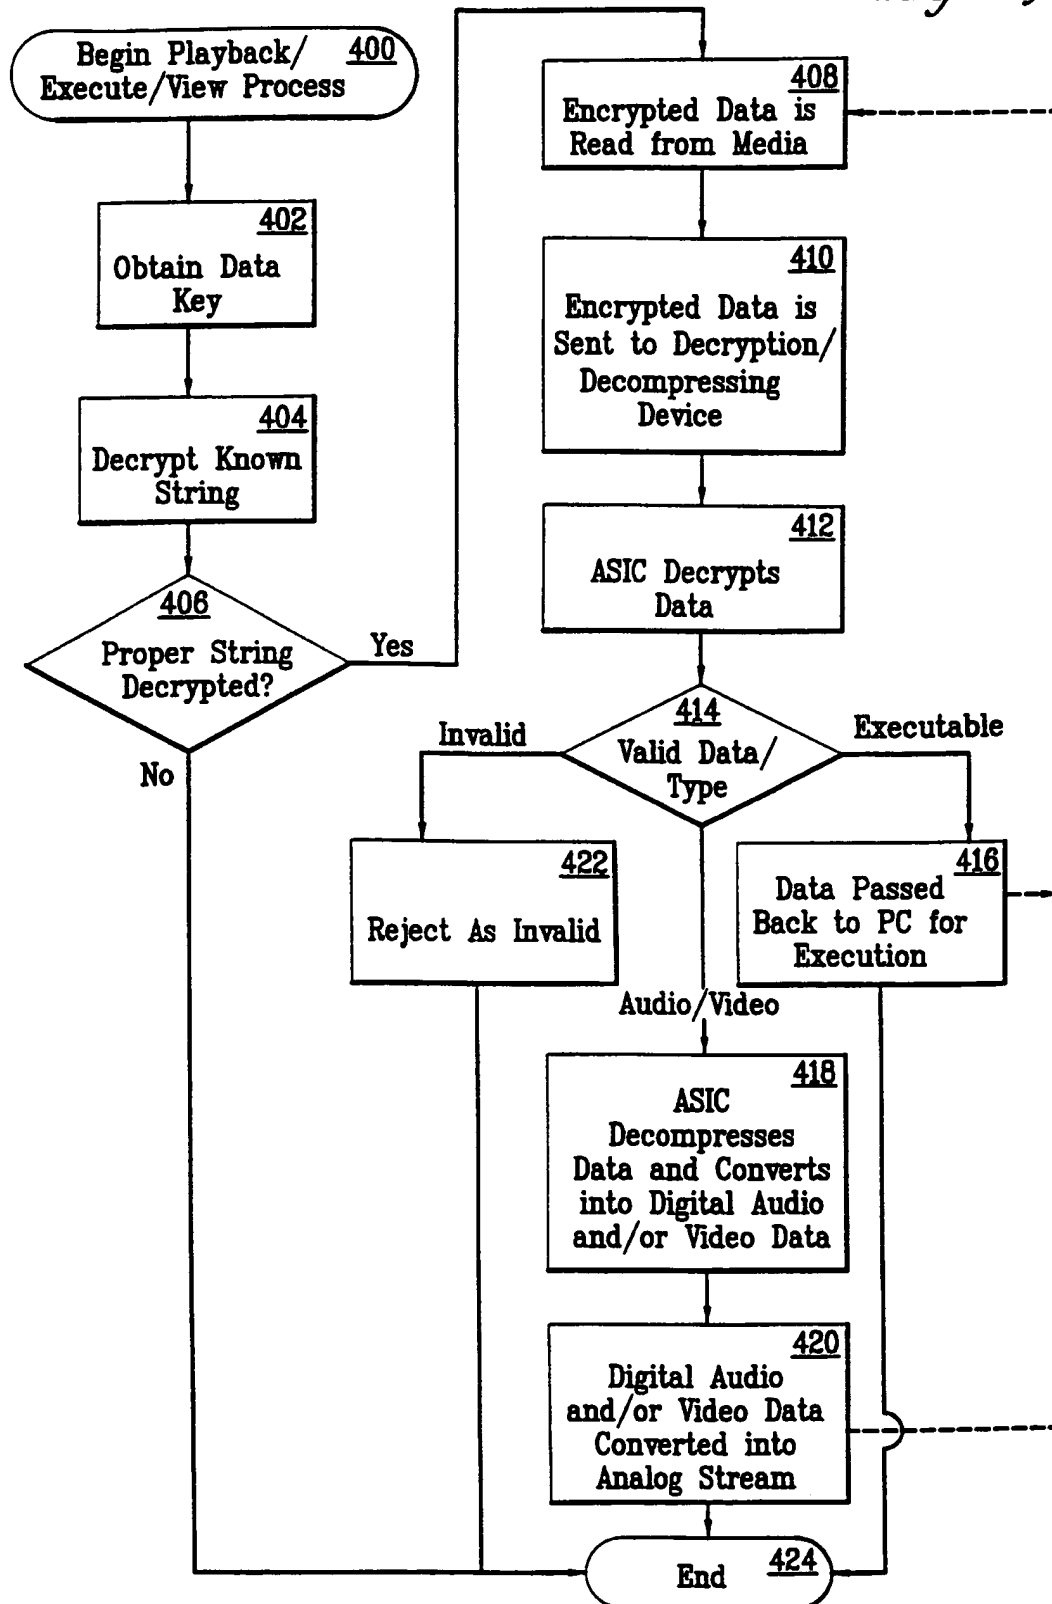 Begin Playback/ 400
Execute/View Process
402
Obtain Data
Key
404
Decrypt Known
String
406
Proper String
Decrypted?
Yes
No
408
Encrypted Data is
Read from Media
410
Encrypted Data is
Sent to Decryption/
Decompressing
Device
412
ASIC Decrypts
Data
414
Valid Data/
Type
Invalid
Executable
Audio/Video
422
Reject As Invalid
416
Data Passed
Back to PC for
Execution
418
ASIC
Decompresses
Data and Converts
into Digital Audio
and/or Video Data
420
Digital Audio
and/or Video Data
Converted into
Analog Stream
End 424